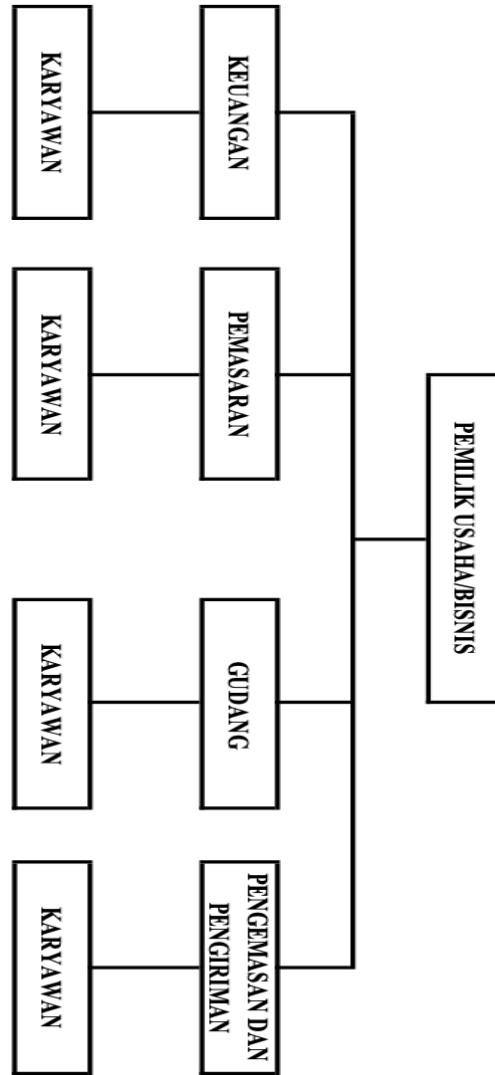 PEMILIK USAHA/BISNIS
KEUANGAN
PEMASARAN
GUDANG
PENGEMASAN DAN
PENGIRIMAN
KARYAWAN
KARYAWAN
KARYAWAN
KARYAWAN